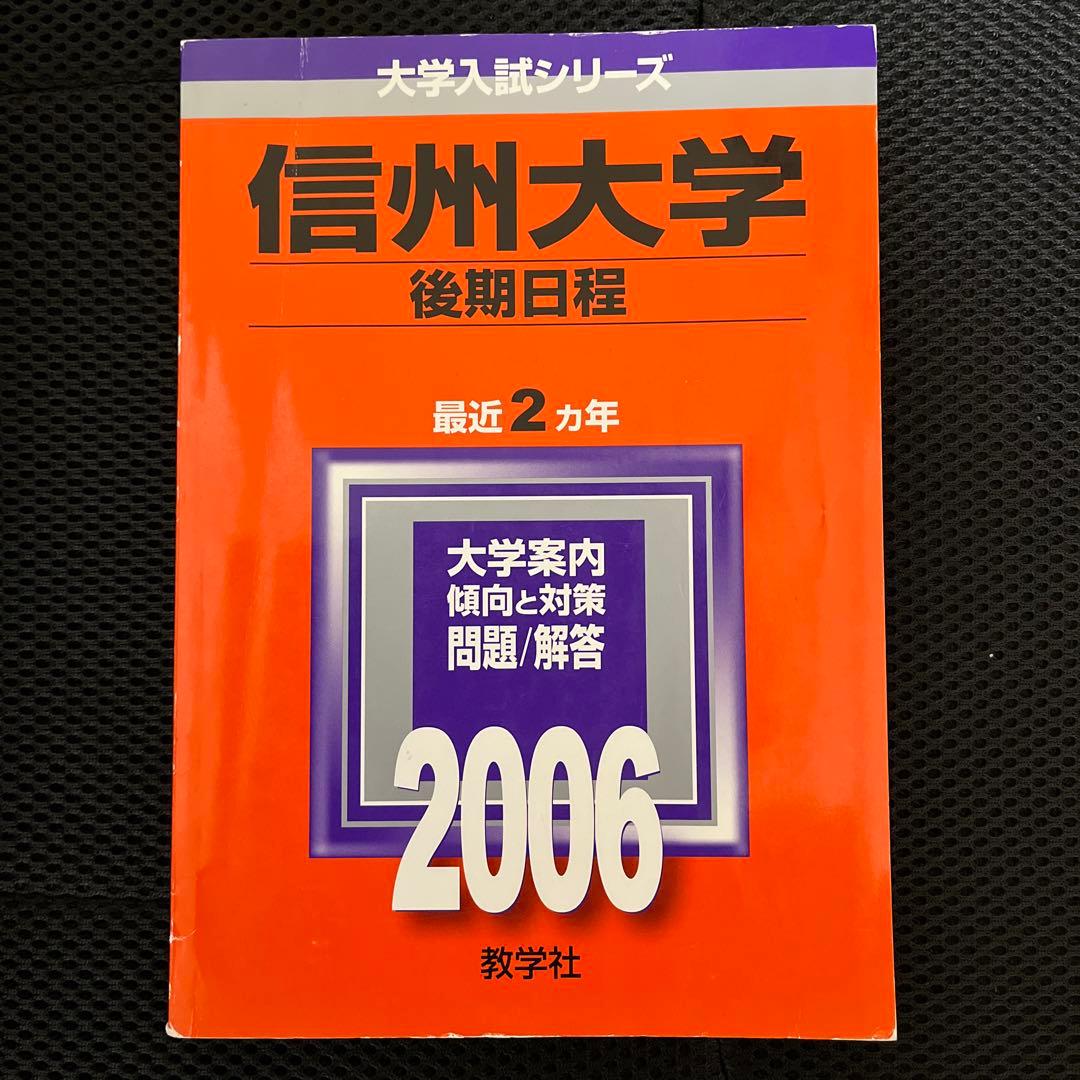 大学入試シリーズ
信州大学
後期日程
最近2カ年
大学案内
傾向と対策
問題/解答
2006
教学社